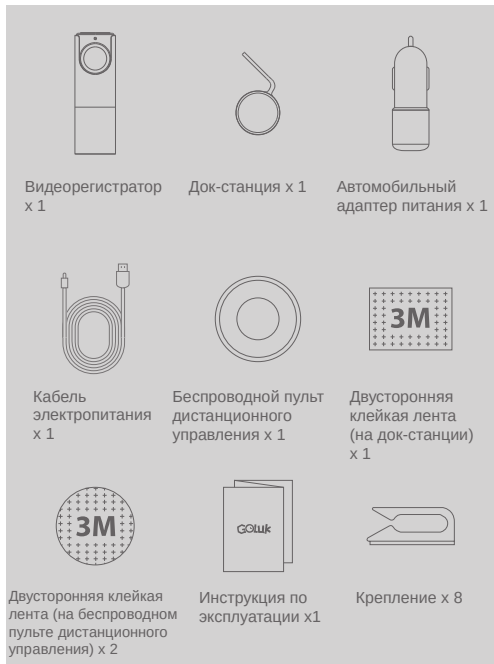 Видеорегистратор
x 1
Док-станция x 1
Автомобильный
адаптер питания x 1
3M
Кабель
электропитания
x 1
Беспроводной пульт
дистанционного
управления x 1
Двусторонняя
клейкая лента
(на док-станции)
x 1
3M
GOLUK
Двусторонняя клейкая
лента (на беспроводном
пульте дистанционного
управления) x 2
Инструкция по
эксплуатации x1
Крепление x 8